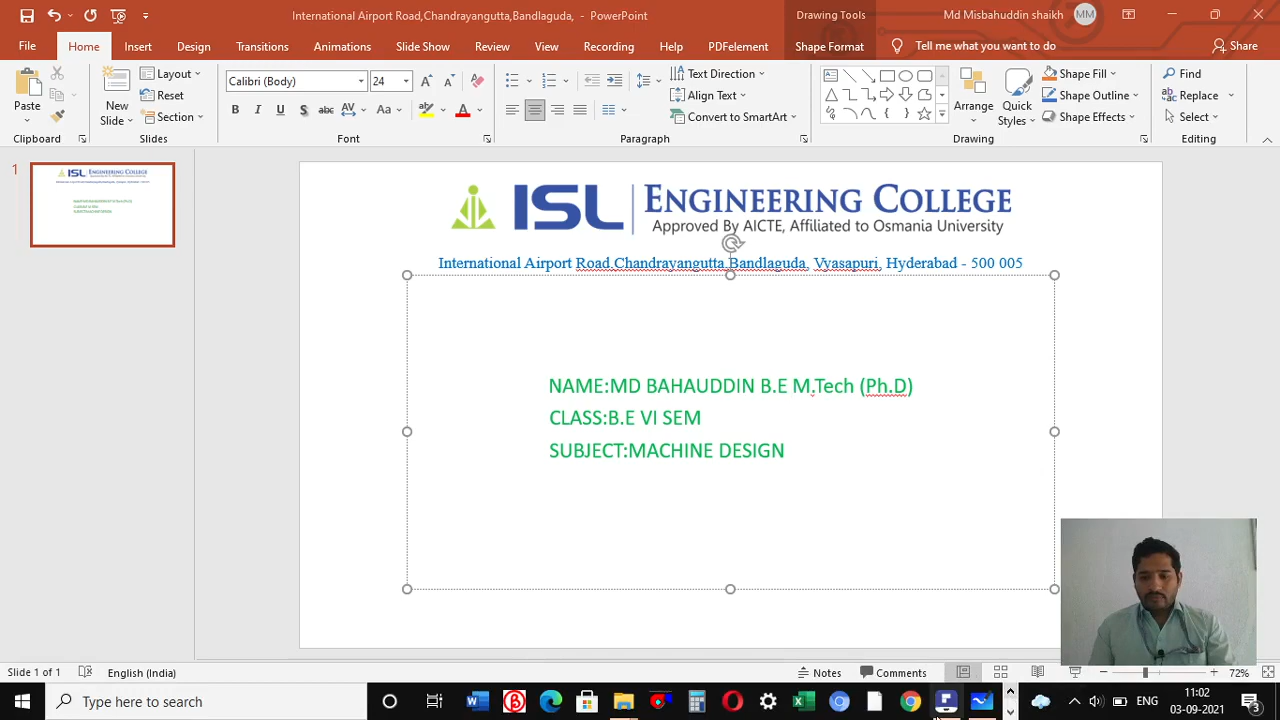 International Airport Road,Chandrayangutta,Bandlaguda, - PowerPoint
Drawing Tools
Md Misbahuddin shaikh
MM
File
Home
Insert
Design
Transitions
Animations
Slide Show
Review
View
Recording
Help
PDFelement
Shape Format
Tell me what you want to do
Share
Paste
Clipboard
New Slide
Layout
Reset
Section
Slides
Calibri (Body)
24
B I U S abc AV Aa A
Font
Text Direction
Align Text
Convert to SmartArt
Paragraph
Arrange
Quick Styles
Shape Fill
Shape Outline
Shape Effects
Drawing
Find
Replace
Select
Editing
1
ISL ENGINEERING COLLEGE
Approved By AICTE, Affiliated to Osmania University
International Airport Road,Chandrayangutta,Bandlaguda, Vyasapuri, Hyderabad - 500 005
NAME:MD BAHAUDDIN B.E M.Tech (Ph.D)
CLASS:B.E VI SEM
SUBJECT:MACHINE DESIGN
Slide 1 of 1
English (India)
Notes
Comments
72%
Type here to search
ENG
11:02
03-09-2021